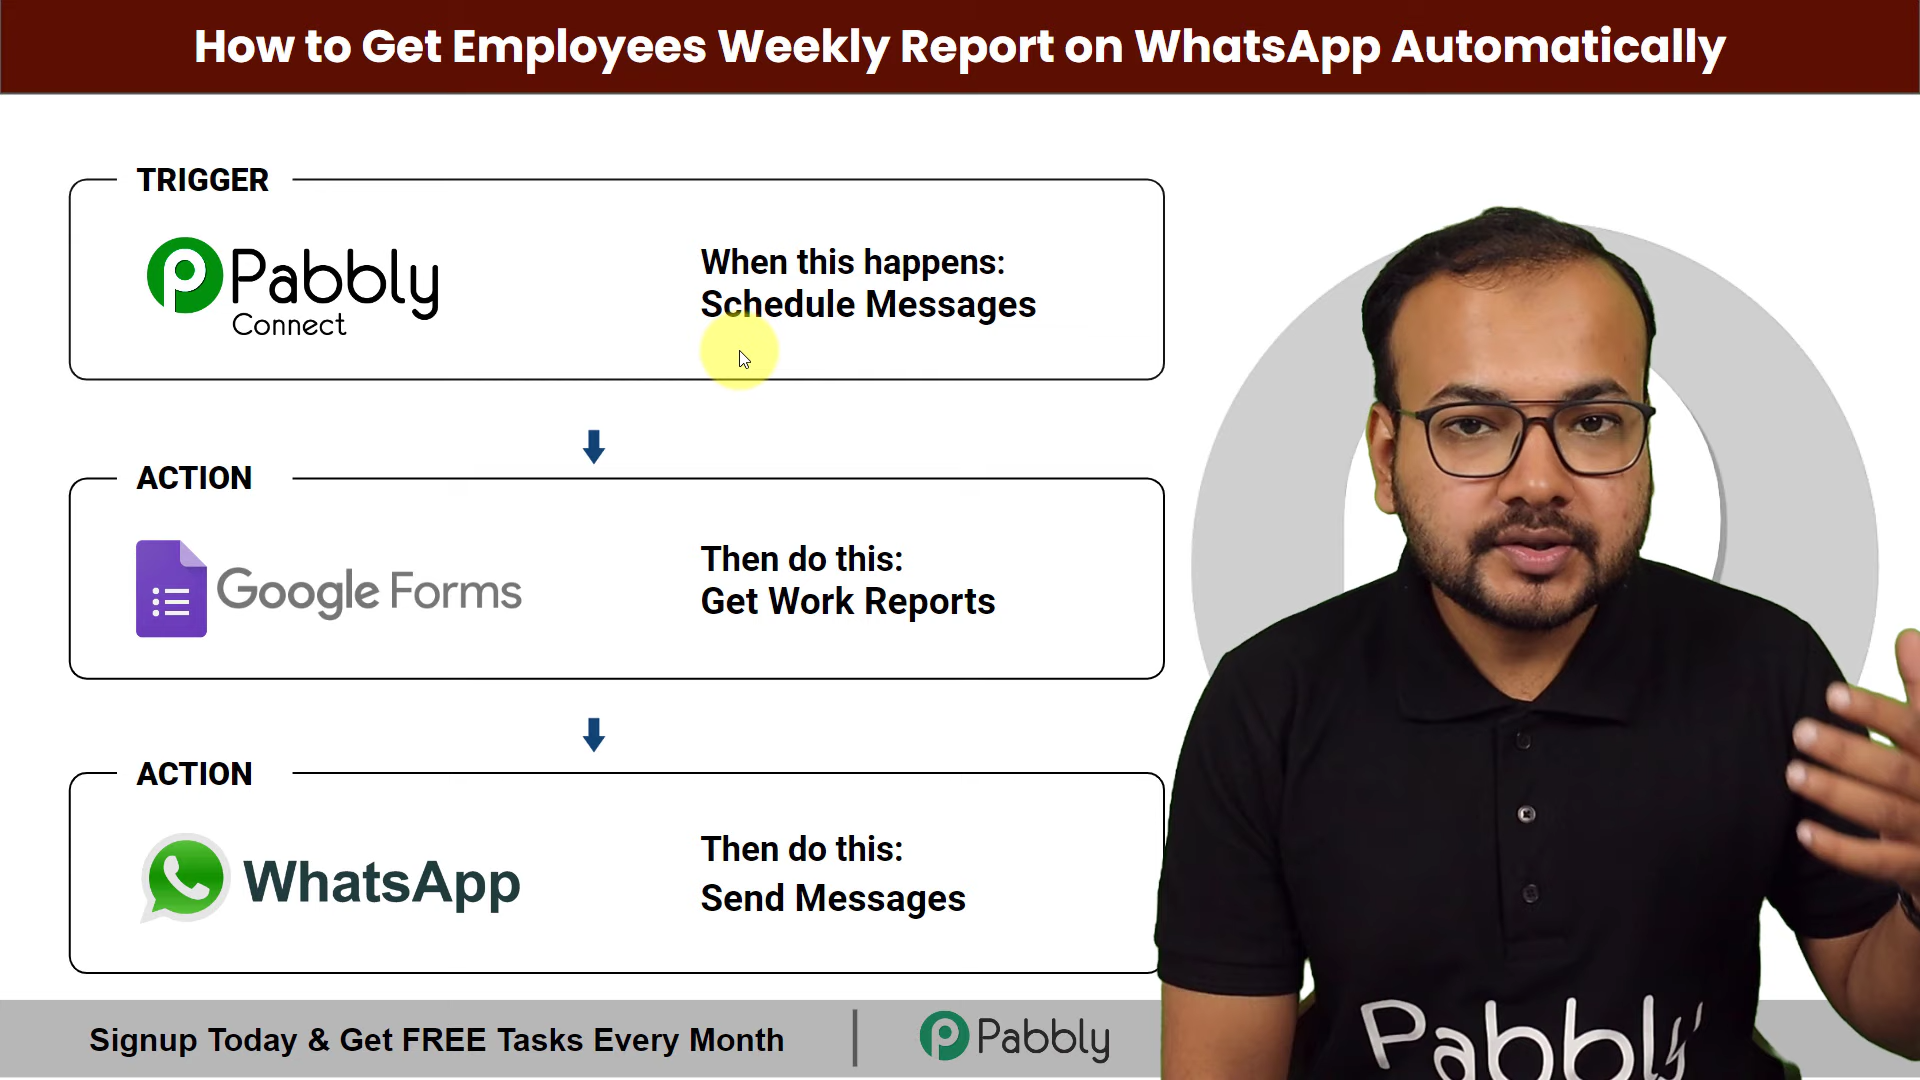 How to Get Employees Weekly Report on WhatsApp Automatically
TRIGGER
Pabbly
Connect
When this happens:
Schedule Messages
ACTION
Google Forms
Then do this:
Get Work Reports
ACTION
WhatsApp
Then do this:
Send Messages
Signup Today & Get FREE Tasks Every Month
Pabbly
Pabbly